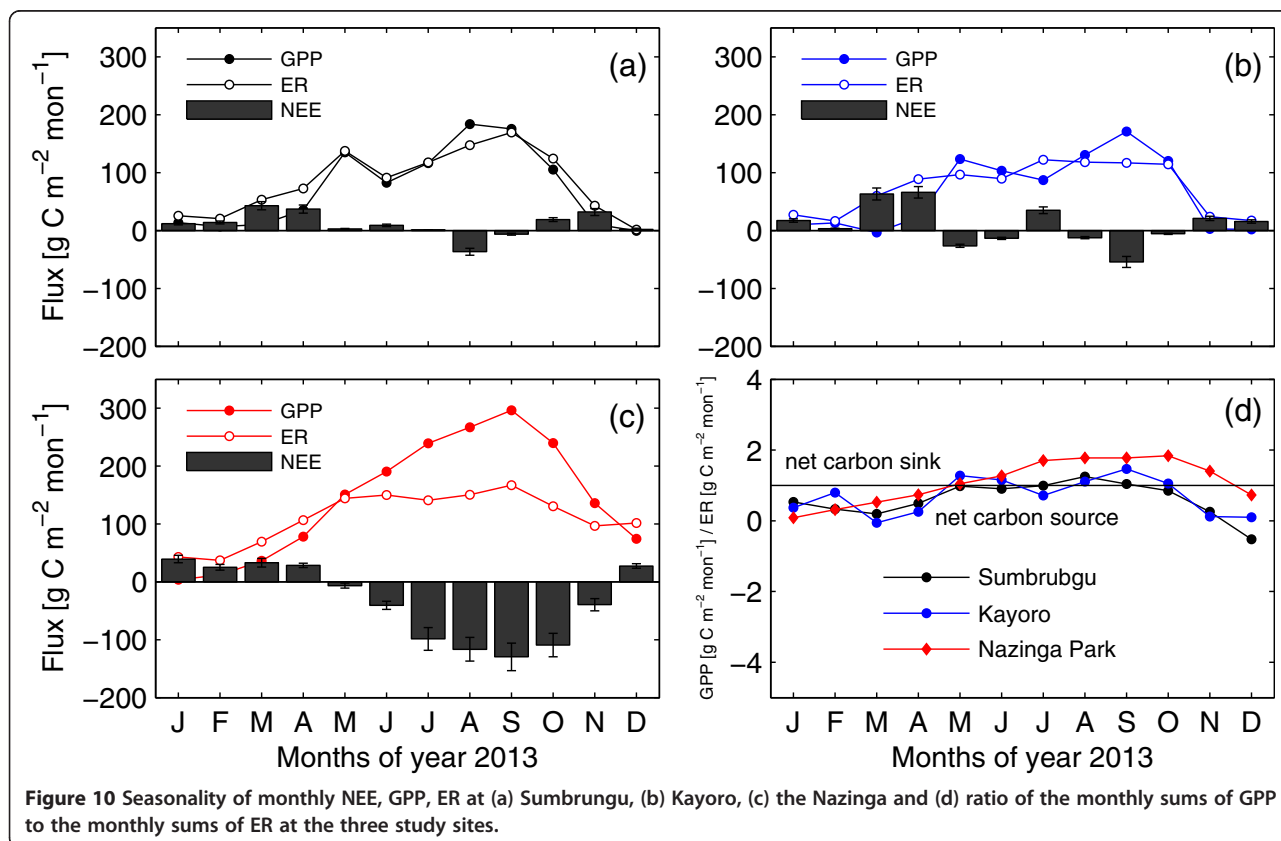 300
200
100
0
−100
−200
Flux [g C m−2 mon−1]
GPP
ER
NEE
(a)
300
200
100
0
−100
−200
GPP
ER
NEE
(b)
300
200
100
0
−100
−200
Flux [g C m−2 mon−1]
GPP
ER
NEE
(c)
J F M A M J J A S O N D
Months of year 2013
4
2
0
−2
−4
GPP [g C m−2 mon−1] / ER [g C m−2 mon−1]
(d)
net carbon sink
net carbon source
Sumbrubgu
Kayoro
Nazinga Park
J F M A M J J A S O N D
Months of year 2013
Figure 10 Seasonality of monthly NEE, GPP, ER at (a) Sumbrungu, (b) Kayoro, (c) the Nazinga and (d) ratio of the monthly sums of GPP
to the monthly sums of ER at the three study sites.